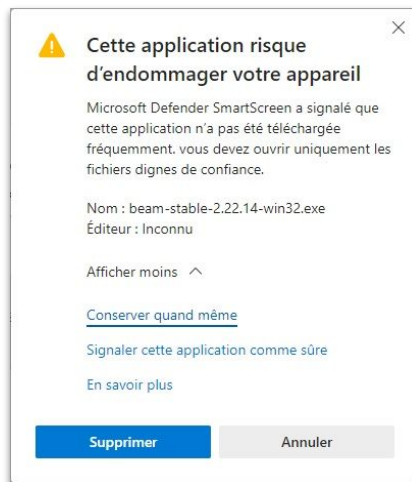 Cette application risque
d’endommager votre appareil
Microsoft Defender SmartScreen a signalé que
cette application n’a pas été téléchargée
fréquemment. vous devez ouvrir uniquement les
fichiers dignes de confiance.
Nom : beam-stable-2.22.14-win32.exe
Éditeur : Inconnu
Afficher moins
Conserver quand même
Signaler cette application comme sûre
En savoir plus
Supprimer
Annuler